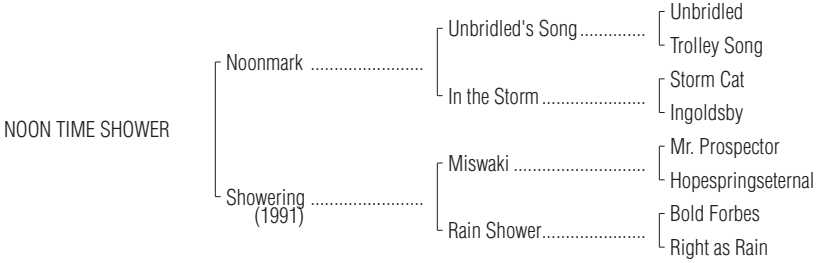 Unbridled
Unbridled's Song..............
Trolley Song
Noonmark ........................
Storm Cat
In the Storm ......................
Ingoldsby
NOON TIME SHOWER
Mr. Prospector
Miswaki ............................
Hopespringseternal
Showering ........................
(1991)
Bold Forbes
Rain Shower......................
Right as Rain